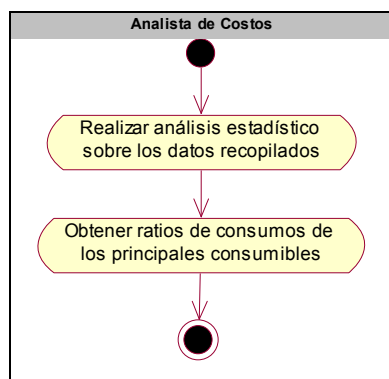 Analista de Costos
Realizar análisis estadístico
sobre los datos recopilados
Obtener ratios de consumos de
los principales consumibles